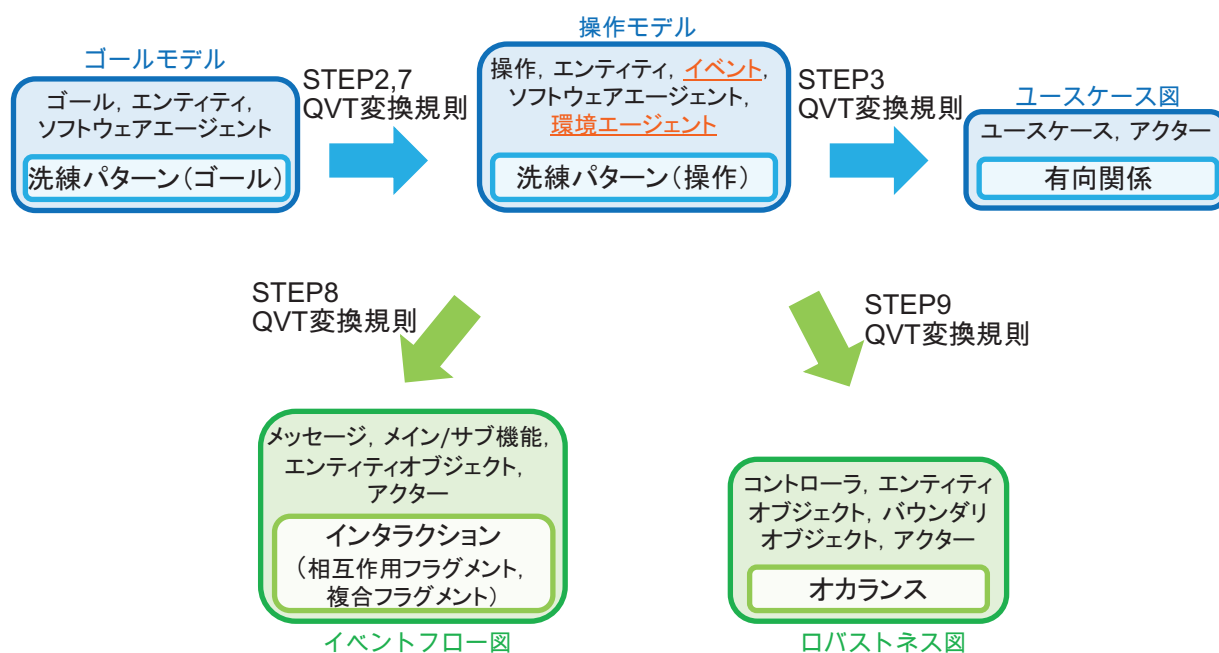 ゴールモデル
ゴール, エンティティ,
ソフトウェアエージェント
洗練パターン（ゴール）
STEP2,7
QVT変換規則
操作モデル
操作, エンティティ, イベント,
ソフトウェアエージェント,
環境エージェント
洗練パターン（操作）
STEP3
QVT変換規則
ユースケース図
ユースケース, アクター
有向関係
STEP8
QVT変換規則
STEP9
QVT変換規則
メッセージ, メイン/サブ機能,
エンティティオブジェクト,
アクター
インタラクション
（相互作用フラグメント,
複合フラグメント）
イベントフロー図
コントローラ, エンティティ
オブジェクト, バウンダリ
オブジェクト, アクター
オカランス
ロバストネス図